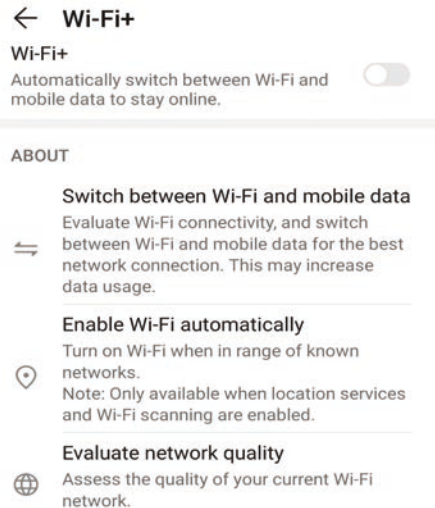 Wi-Fi+
Wi-Fi+
Automatically switch between Wi-Fi and
mobile data to stay online.
ABOUT
Switch between Wi-Fi and mobile data
Evaluate Wi-Fi connectivity, and switch
between Wi-Fi and mobile data for the best
network connection. This may increase
data usage.
Enable Wi-Fi automatically
Turn on Wi-Fi when in range of known
networks.
Note: Only available when location services
and Wi-Fi scanning are enabled.
Evaluate network quality
Assess the quality of your current Wi-Fi
network.